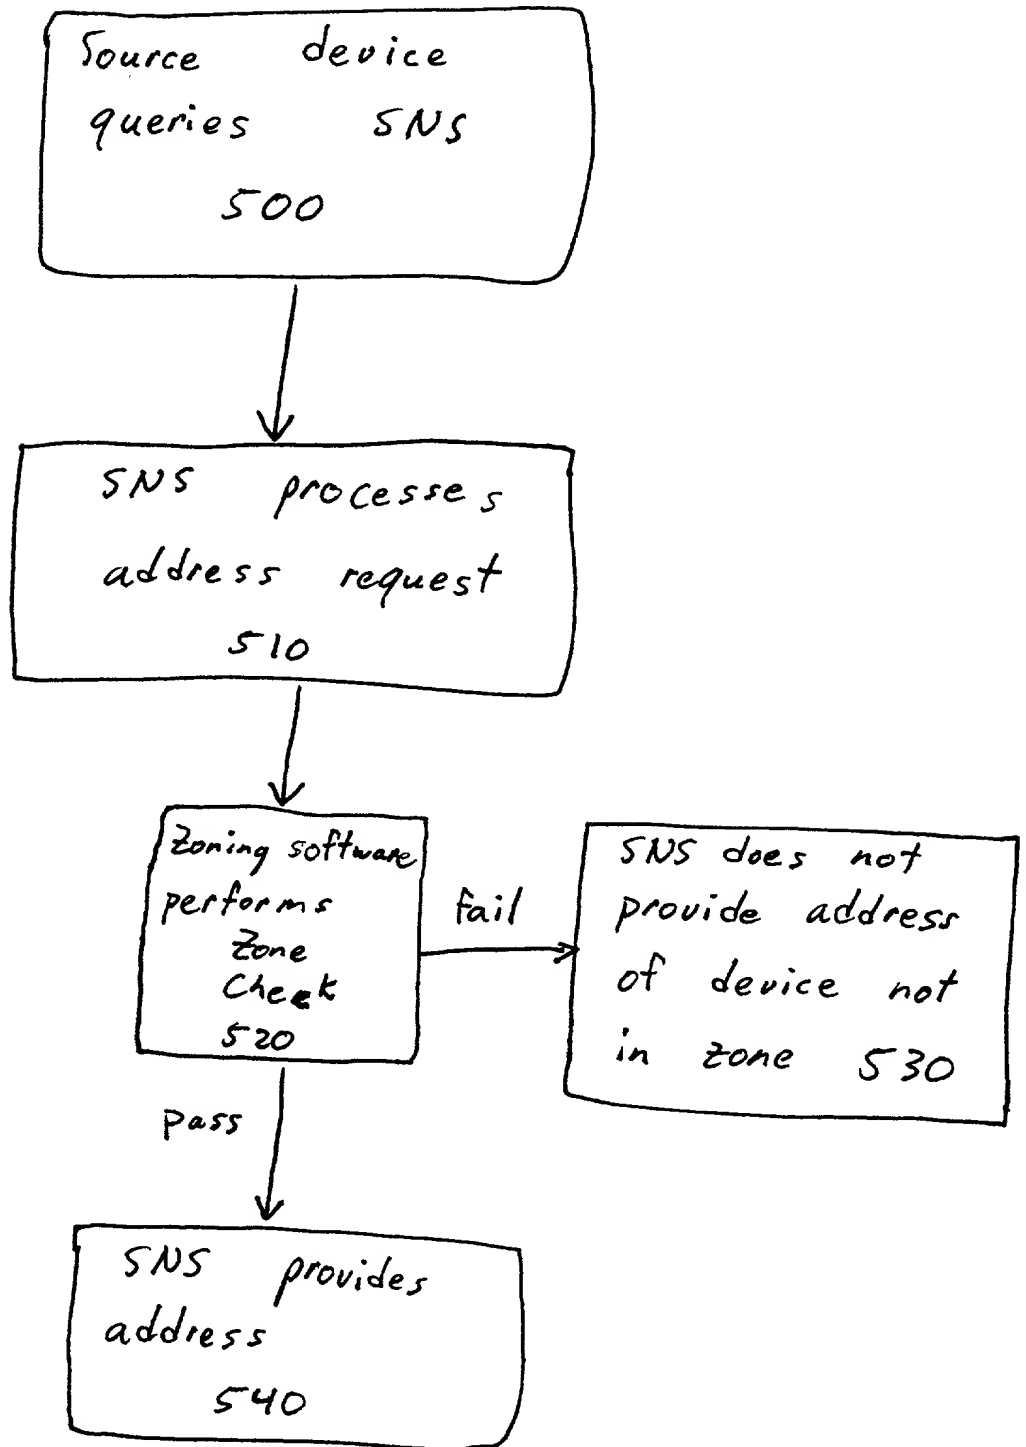 Source device
queries SNS
500
SNS processes
address request
510
Zoning software
performs
Zone
Check
520
fail
SNS does not
provide address
of device not
in zone 530
pass
SNS provides
address
540